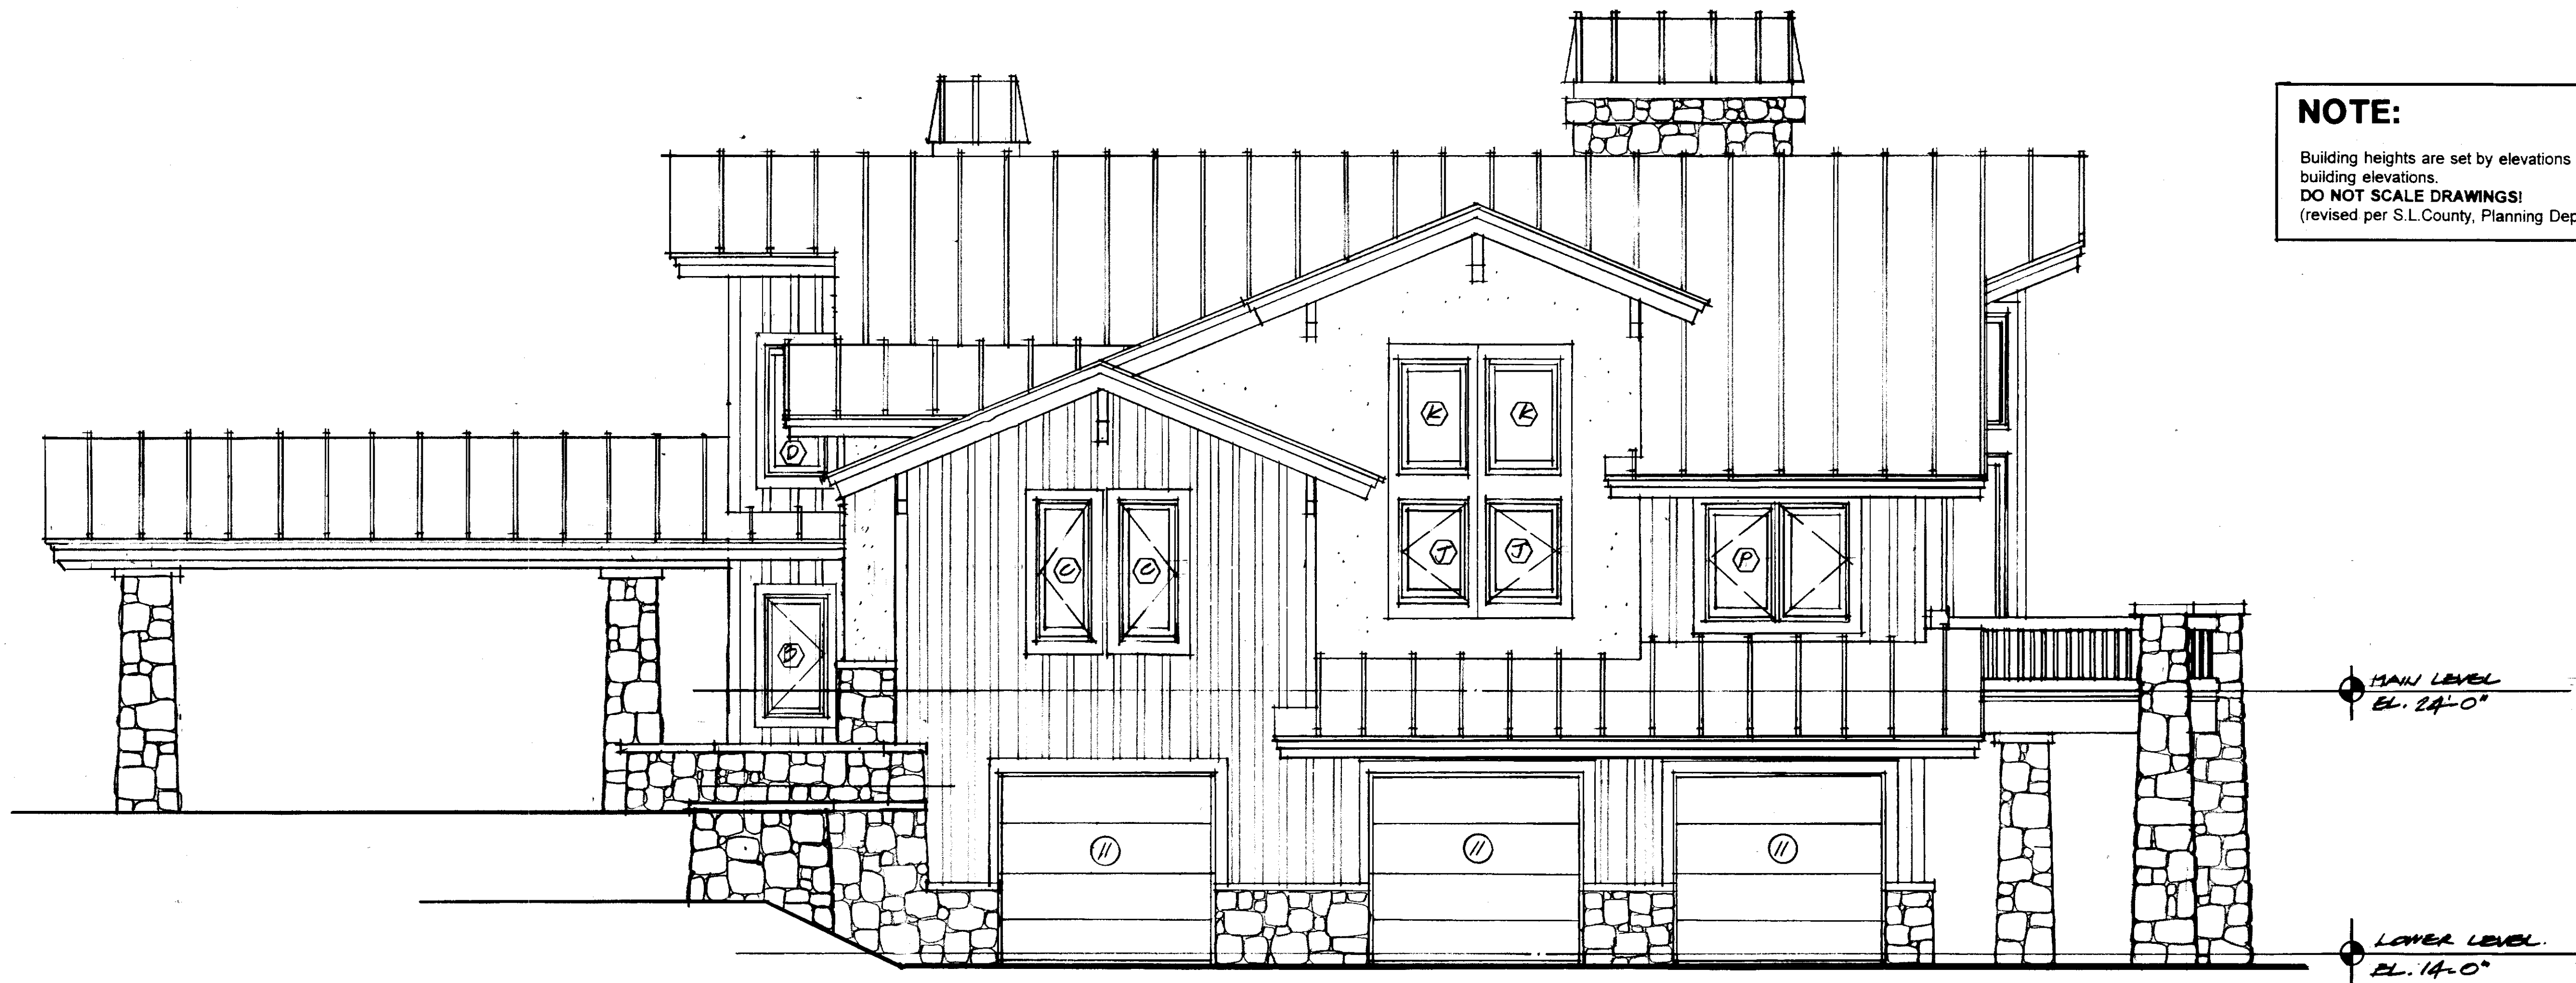 NOTE:
Building heights are set by elevations
building elevations.
DO NOT SCALE DRAWINGS!
(revised per S.L.County, Planning Dep
K K
D
J J
C C
P
B
MAIN LEVEL
EL. 24'-0"
11 11 11
LOWER LEVEL.
EL. 14'-0"